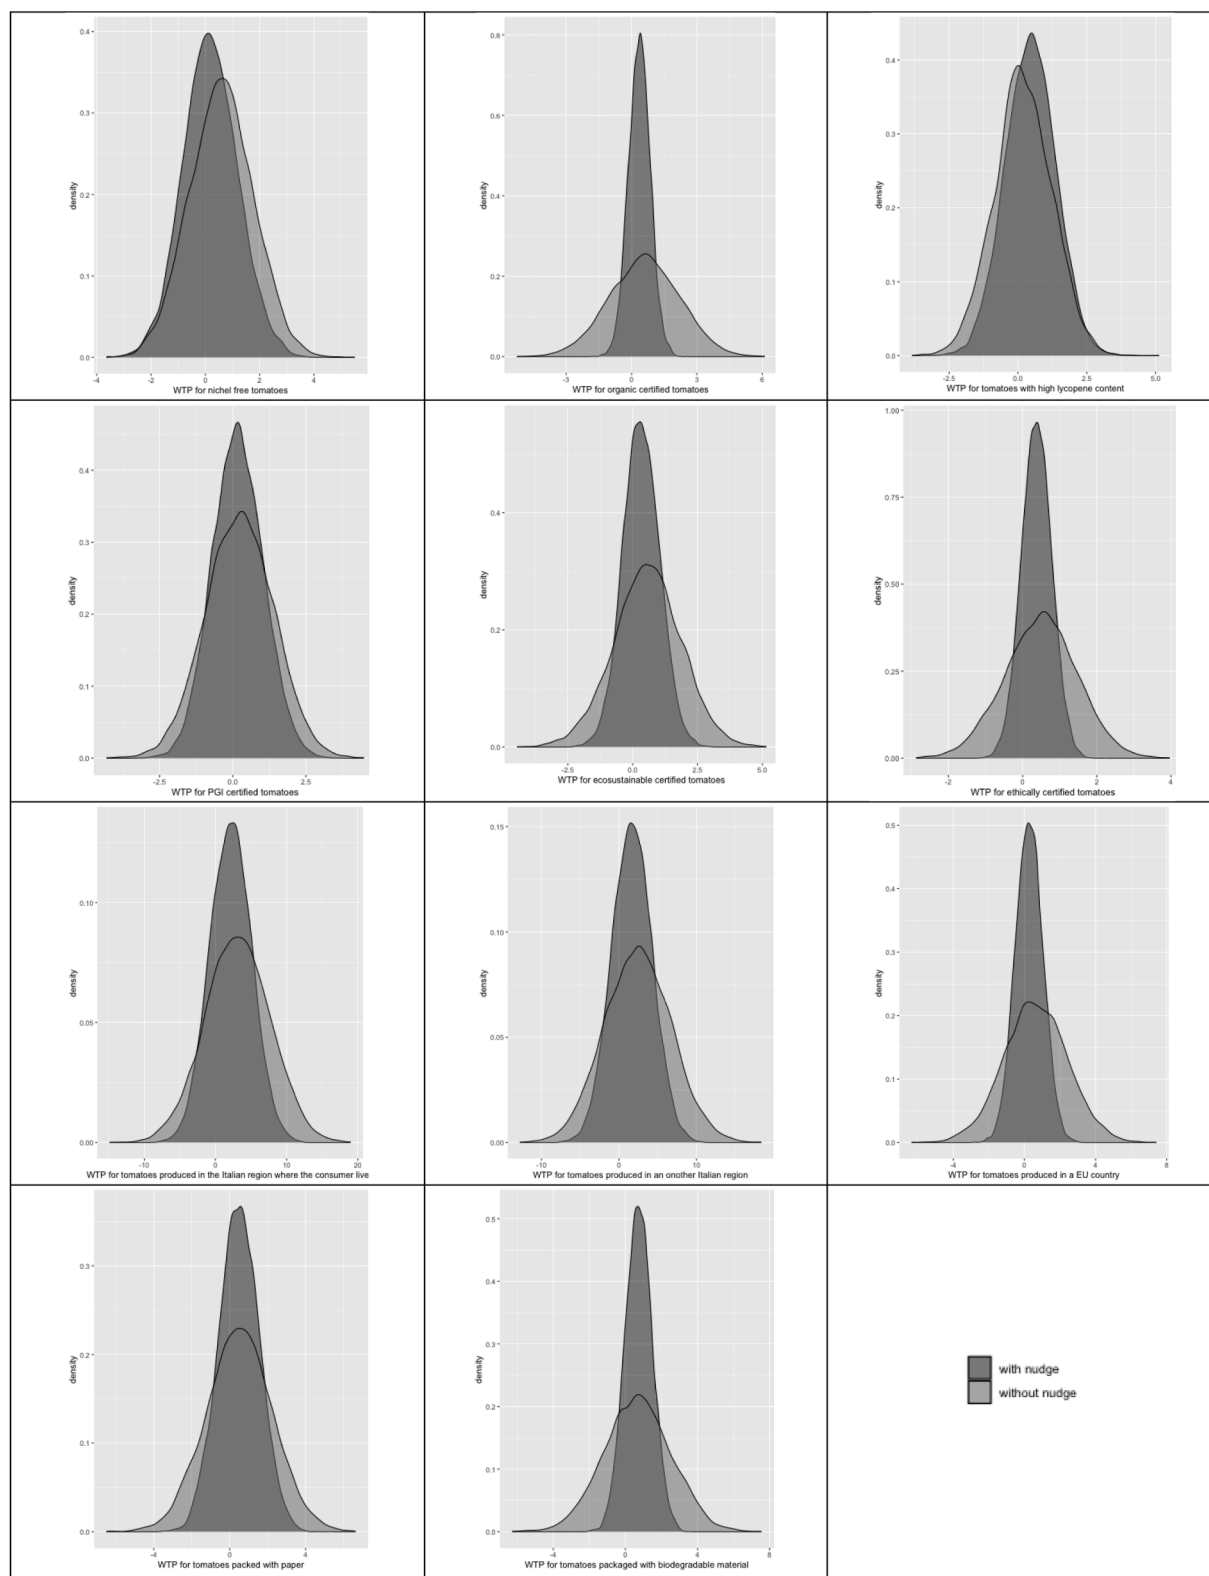 0.4-
0.3-
0.2-
0.1-
0.0-
density
-4 -2 0 2 4
WTP for nichel free tomatoes
0.8-
0.6-
0.4-
0.2-
0.0-
density
-3 0 3 6
WTP for organic certified tomatoes
0.4-
0.3-
0.2-
0.1-
0.0-
density
-2.5 0.0 2.5 5.0
WTP for tomatoes with high lycopene content
0.4-
0.3-
0.2-
0.1-
0.0-
density
-2.5 0.0 2.5
WTP for PGI certified tomatoes
0.4-
0.2-
0.0-
density
-2.5 0.0 2.5 5.0
WTP for ecosustainable certified tomatoes
1.00-
0.75-
0.50-
0.25-
0.00-
density
-2 0 2 4
WTP for ethically certified tomatoes
0.10-
0.05-
0.00-
density
-10 0 10 20
WTP for tomatoes produced in the Italian region where the consumer live
0.15-
0.10-
0.05-
0.00-
density
-10 0 10
WTP for tomatoes produced in an onother Italian region
0.5-
0.4-
0.3-
0.2-
0.1-
0.0-
density
-4 0 4 8
WTP for tomatoes produced in a EU country
0.3-
0.2-
0.1-
0.0-
density
-4 0 4
WTP for tomatoes packed with paper
0.5-
0.4-
0.3-
0.2-
0.1-
0.0-
density
-4 0 4 8
WTP for tomatoes packaged with biodegradable material
with nudge
without nudge